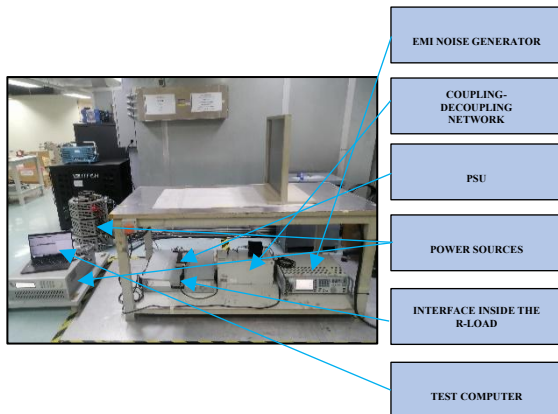 EMI NOISE GENERATOR
COUPLING-
DECOUPLING
NETWORK
PSU
POWER SOURCES
INTERFACE INSIDE THE
R-LOAD
TEST COMPUTER